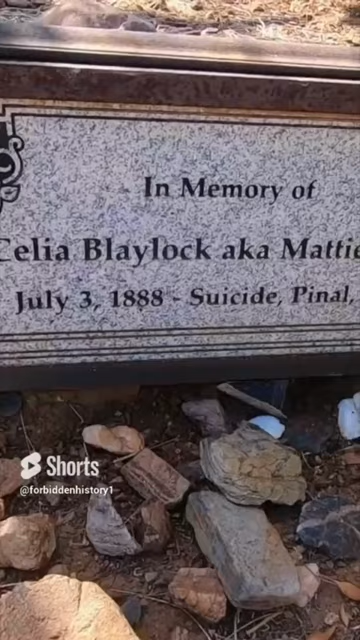 In Memory of
Celia Blaylock aka Mattie
July 3, 1888 - Suicide, Pinal,
Shorts
@forbiddenhistory1